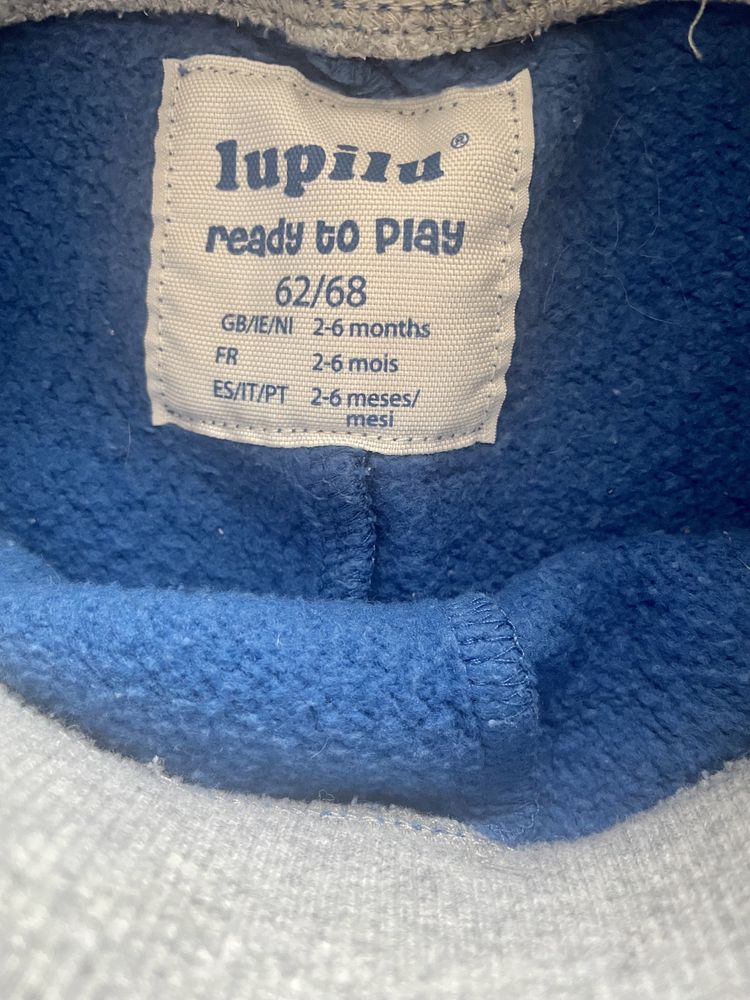 lupilu®
ready to play
62/68
GB/IE/NI 2-6 months
FR 2-6 mois
ES/IT/PT 2-6 meses/
mesi